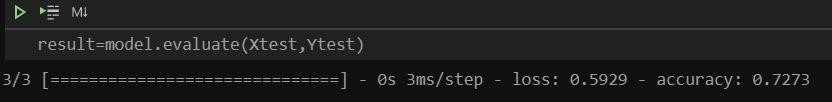 M↓
result=model.evaluate(Xtest,Ytest)
3/3 [==============================] - 0s 3ms/step - loss: 0.5929 - accuracy: 0.7273